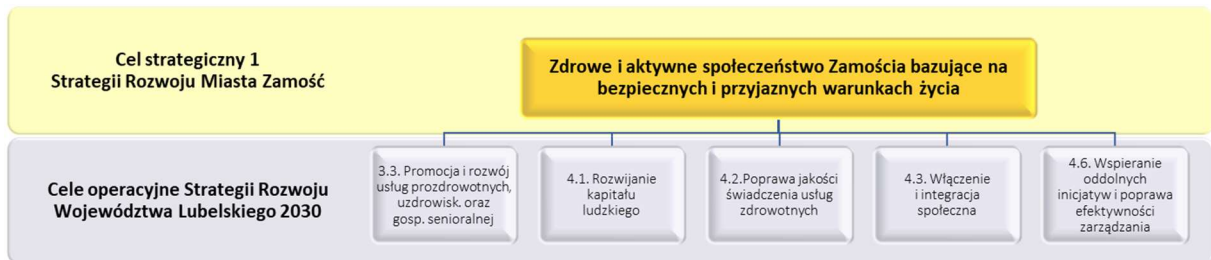 Cel strategiczny 1
Strategii Rozwoju Miasta Zamość
Zdrowe i aktywne społeczeństwo Zamościa bazujące na
bezpiecznych i przyjaznych warunkach życia
Cele operacyjne Strategii Rozwoju
Województwa Lubelskiego 2030
3.3. Promocja i rozwój
usług prozdrowotnych,
uzdrowisk. oraz
gosp. senioralnej
4.1. Rozwijanie
kapitału
ludzkiego
4.2.Poprawa jakości
świadczenia usług
zdrowotnych
4.3. Włączenie
i integracja
społeczna
4.6. Wspieranie
oddolnych
inicjatyw i poprawa
efektywności
zarządzania